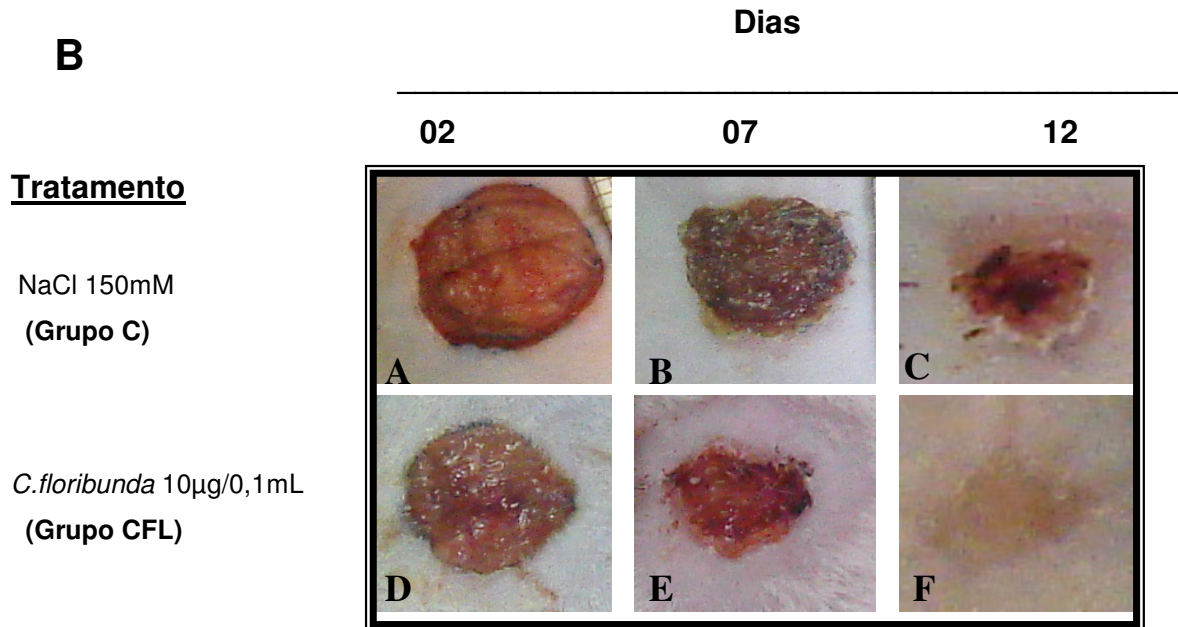 B
Dias
02 07 12
Tratamento
NaCl 150mM
(Grupo C)
A B C
C.floribunda 10µg/0,1mL
(Grupo CFL)
D E F